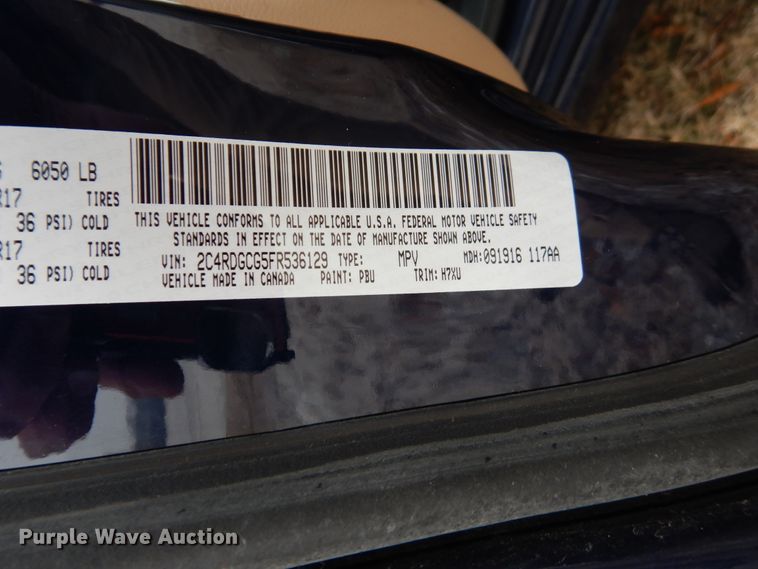 6050 LB
R17 TIRES
36 PSI) COLD
R17 TIRES
36 PSI) COLD
THIS VEHICLE CONFORMS TO ALL APPLICABLE U.S.A. FEDERAL MOTOR VEHICLE SAFETY
STANDARDS IN EFFECT ON THE DATE OF MANUFACTURE SHOWN ABOVE.
VIN: 2C4RDGCG5FR536129 TYPE: MPV MDH: 091916 117AA
VEHICLE MADE IN CANADA PAINT: PBU TRIM: H7XU
Purple Wave Auction